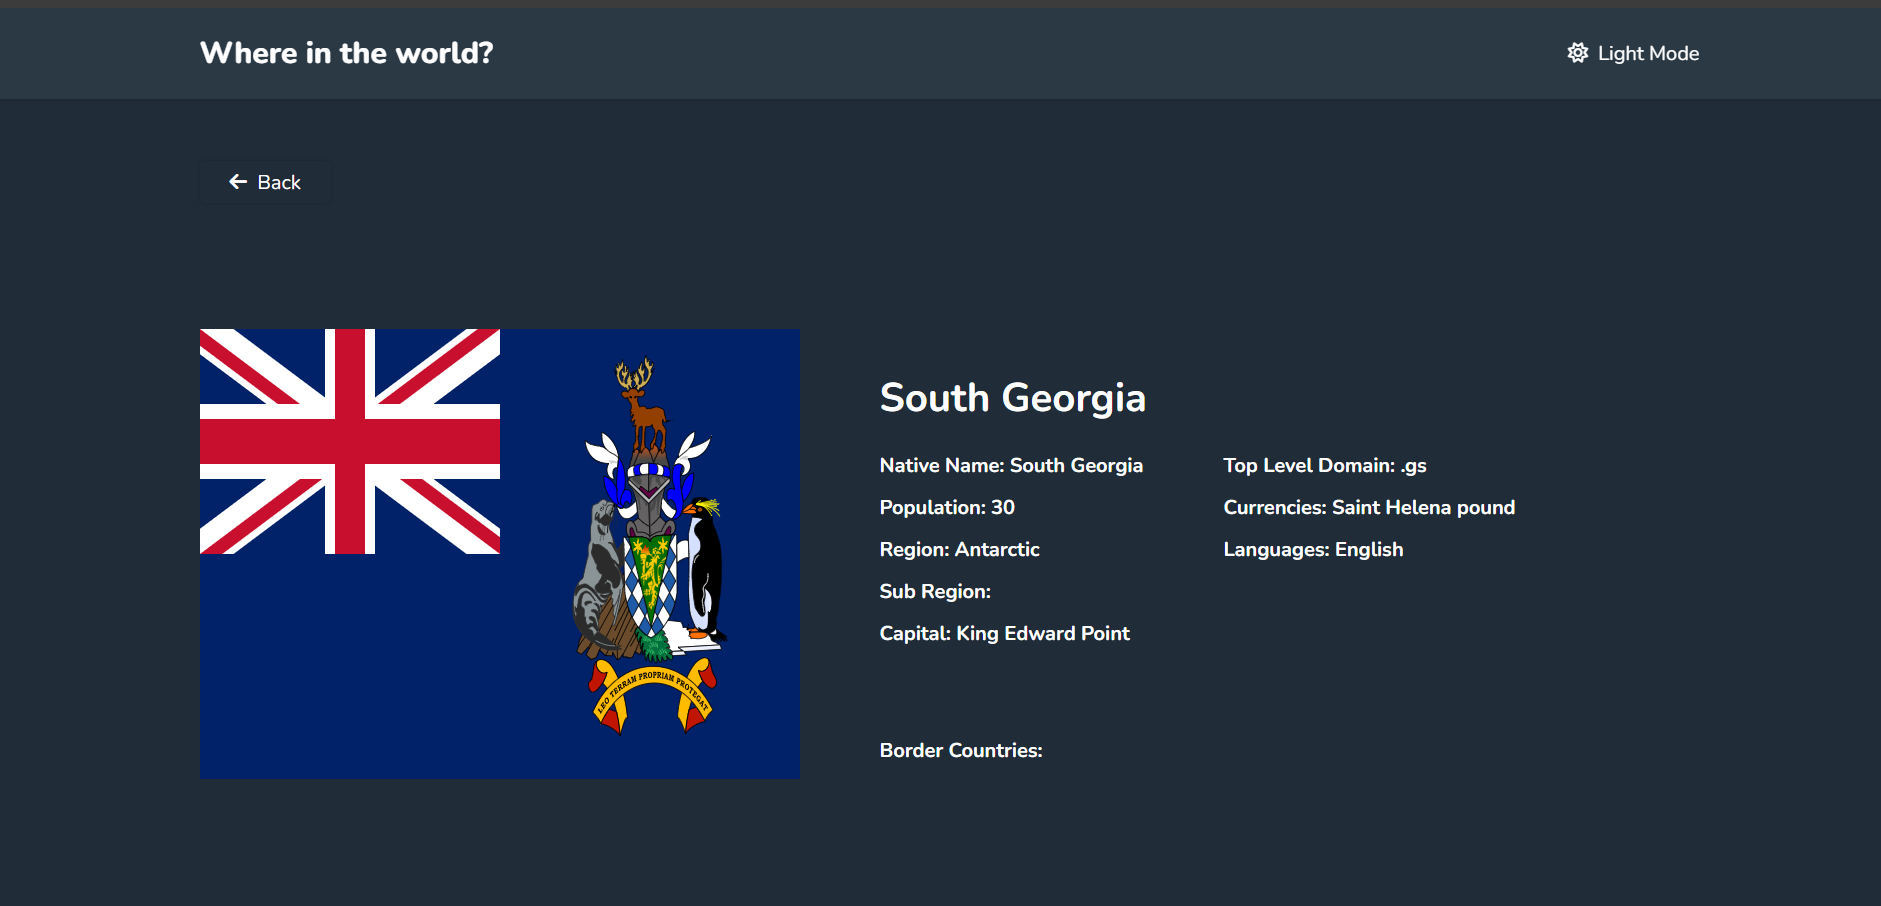 Where in the world?
Light Mode
Back
South Georgia
Native Name: South Georgia
Population: 30
Region: Antarctic
Sub Region:
Capital: King Edward Point
Top Level Domain: .gs
Currencies: Saint Helena pound
Languages: English
Border Countries:
LEO TERRAM PROPRIAM PROTEGAT